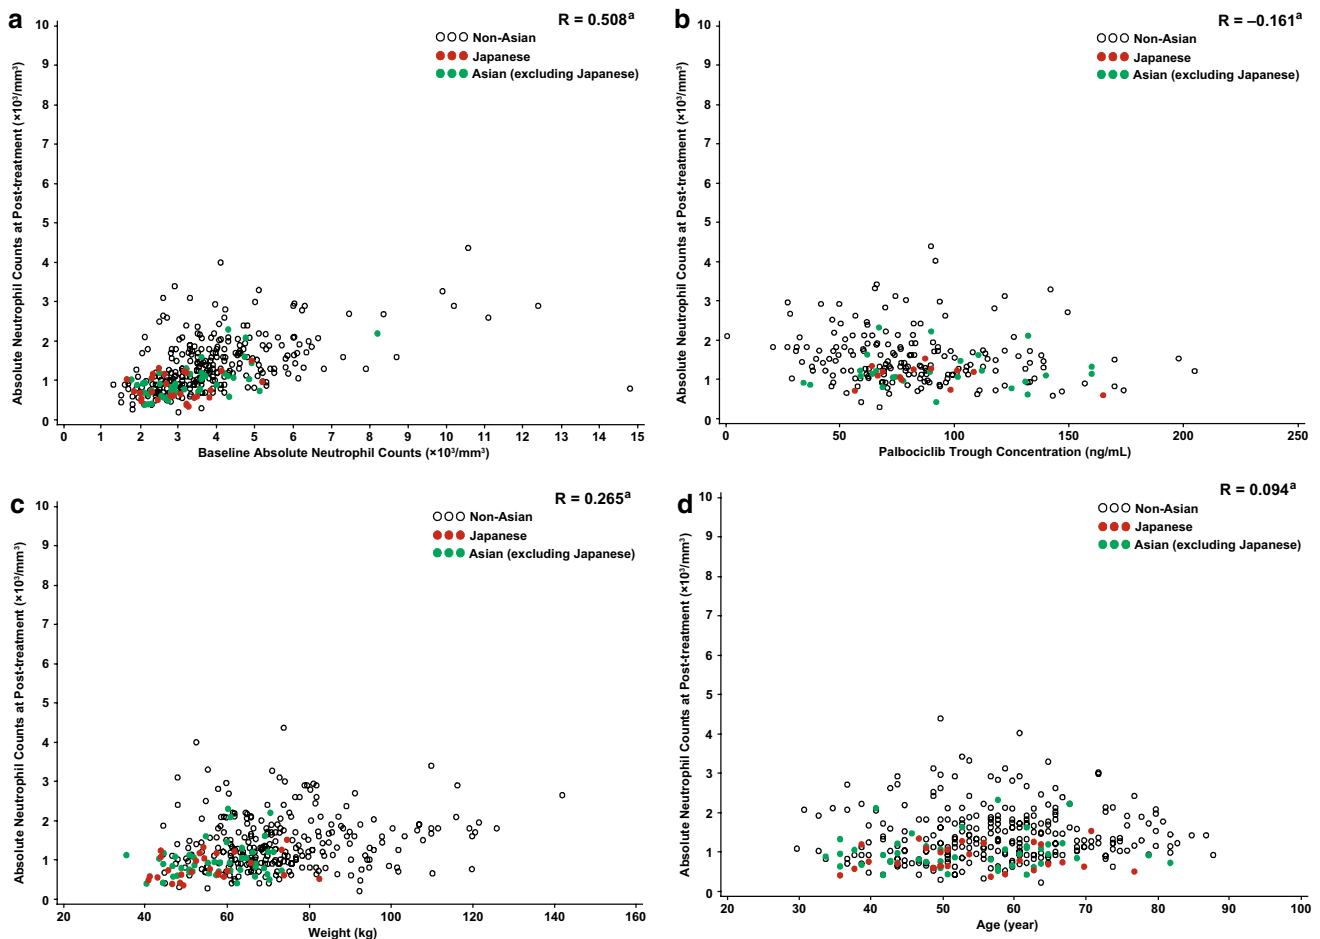 a
R = 0.508ᵃ
Non-Asian
Japanese
Asian (excluding Japanese)
Absolute Neutrophil Counts at Post-treatment (×10³/mm³)
10
9
8
7
6
5
4
3
2
1
0
0 1 2 3 4 5 6 7 8 9 10 11 12 13 14 15
Baseline Absolute Neutrophil Counts (×10³/mm³)
b
R = –0.161ᵃ
Non-Asian
Japanese
Asian (excluding Japanese)
Absolute Neutrophil Counts at Post-treatment (×10³/mm³)
10
9
8
7
6
5
4
3
2
1
0
0 50 100 150 200 250
Palbociclib Trough Concentration (ng/mL)
c
R = 0.265ᵃ
Non-Asian
Japanese
Asian (excluding Japanese)
Absolute Neutrophil Counts at Post-treatment (×10³/mm³)
10
9
8
7
6
5
4
3
2
1
0
20 40 60 80 100 120 140 160
Weight (kg)
d
R = 0.094ᵃ
Non-Asian
Japanese
Asian (excluding Japanese)
Absolute Neutrophil Counts at Post-treatment (×10³/mm³)
10
9
8
7
6
5
4
3
2
1
0
20 30 40 50 60 70 80 90 100
Age (year)